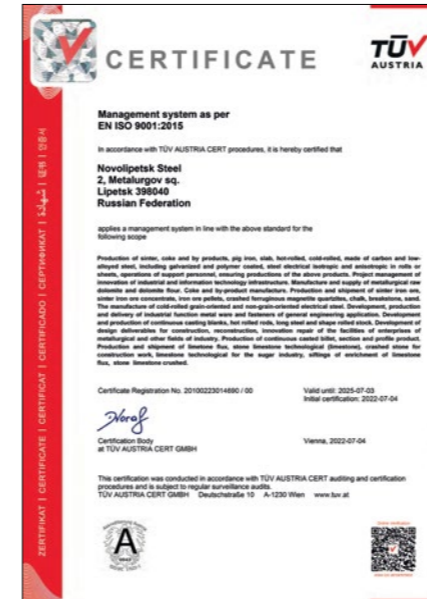 CERTIFICATE
TÜV
AUSTRIA
Management system as per
EN ISO 9001:2015
In accordance with TÜV AUSTRIA CERT procedures, it is hereby certified that
Novolipetsk Steel
2, Metalurgov sq.
Lipetsk 398040
Russian Federation
applies a management system in line with the above standard for the
following scope
Production of sinter, coke and by products, pig iron, slab, hot-rolled, cold-rolled, made of carbon and low-
alloyed steel, including galvanized and polymer coated, steel electrical isotropic and anisotropic in rolls or
sheets, operations of support personnel, ensuring productions of the above products. Project management of
innovation of industrial and information technology infrastructure. Manufacture and supply of metallurgical raw
dolomite and dolomite flour. Coke and by-product manufacture. Production and shipment of sinter iron ore,
sinter iron ore concentrate, iron ore pellets, crashed ferruginous magnetite quartzites, chalk, breakstone, sand.
The manufacture of cold-rolled grain-oriented and non-grain-oriented electrical steel. Development, production
and delivery of industrial function metal ware and fasteners of general engineering application. Development
and production of continuous casting blanks, hot rolled rods, long steel and shape rolled stock. Development of
design deliverables for construction, reconstruction, innovation repair of the facilities of enterprises of
metallurgical and other fields of industry. Production of continuous casted billet, section and profile product.
Production and shipment of limestone flux, stone limestone technological (limestone), crashed stone for
construction work, limestone technological for the sugar industry, siftings of enrichment of limestone
flux, stone limestone crushed.
Certificate Registration No. 20100223014690 / 00
Valid until: 2025-07-03
Initial certification: 2022-07-04
Certification Body
at TÜV AUSTRIA CERT GMBH
Vienna, 2022-07-04
This certification was conducted in accordance with TÜV AUSTRIA CERT auditing and certification
procedures and is subject to regular surveillance audits.
TÜV AUSTRIA CERT GMBH Deutschstraße 10 A-1230 Wien www.tuv.at
ZERTIFIKAT | CERTIFICATE | CERTIFICAT | CERTIFICADO | СЕРТИФИКАТ | شهادة | 証書 | 인증서
A